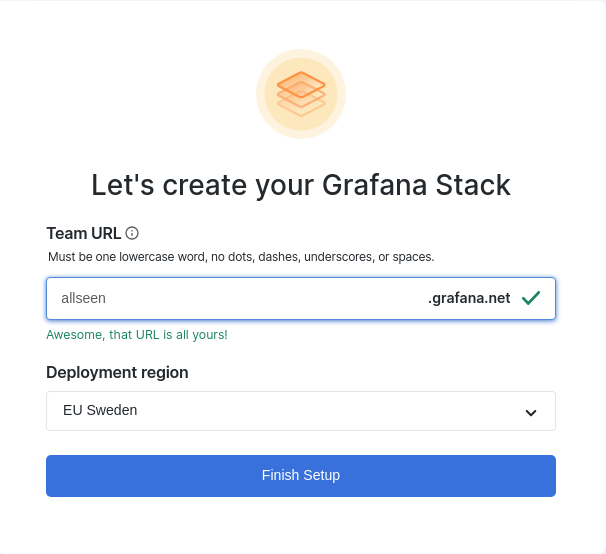 Let's create your Grafana Stack
Team URL
Must be one lowercase word, no dots, dashes, underscores, or spaces.
allseen .grafana.net
Awesome, that URL is all yours!
Deployment region
EU Sweden
Finish Setup